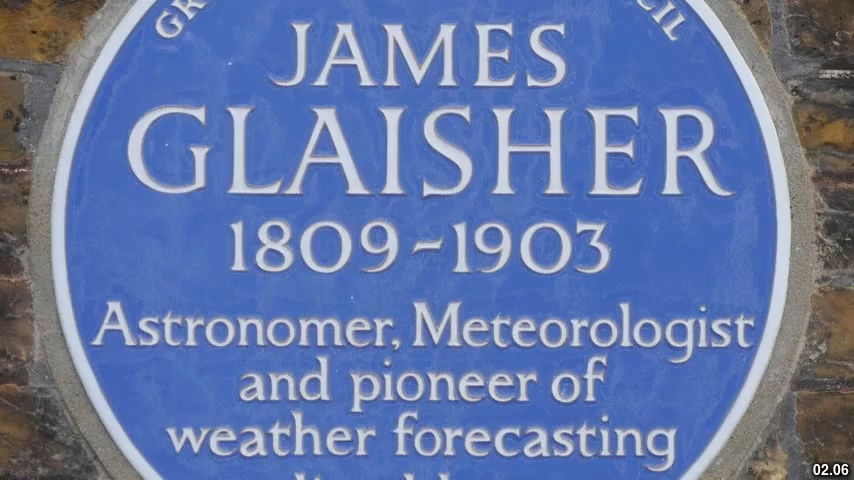 JAMES
GLAISHER
1809-1903
Astronomer, Meteorologist
and pioneer of
weather forecasting
02.06